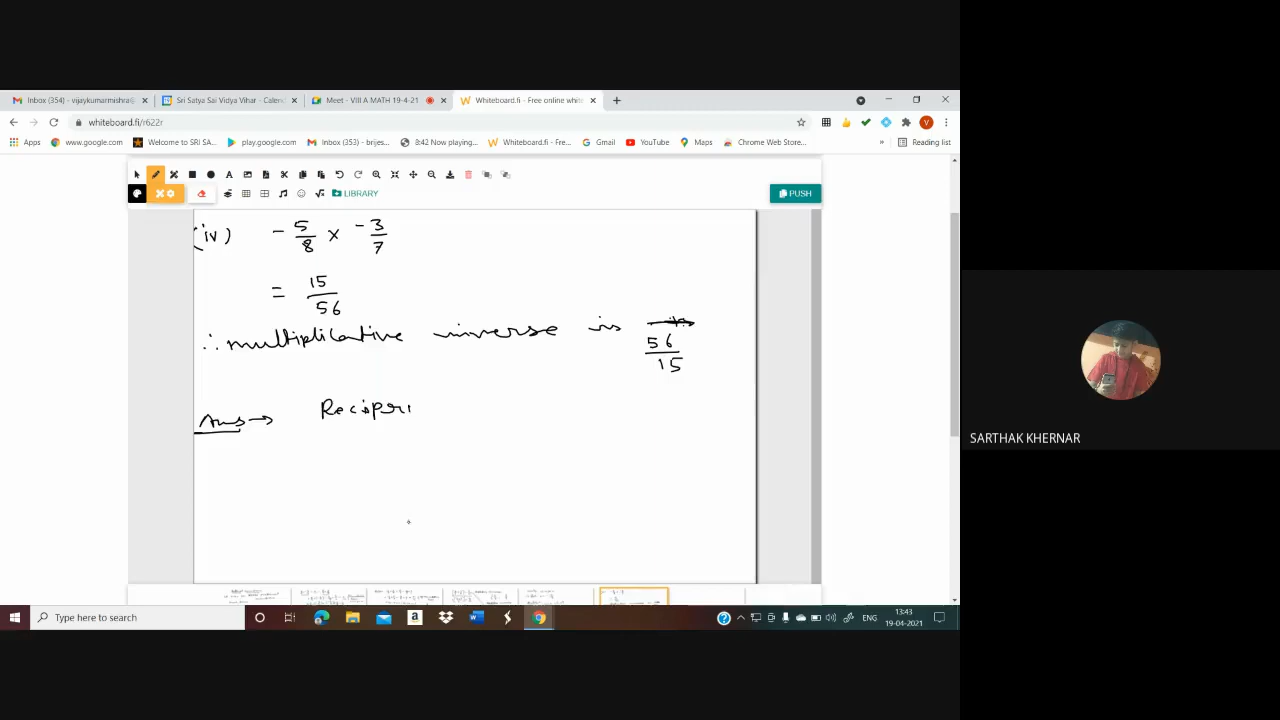 Inbox (354) - vijaykumarmishra@
Sri Satya Sai Vidya Vihar - Calend
Meet - VIII A MATH 19-4-21
Whiteboard.fi - Free online white
whiteboard.fi/r622r
Apps
www.google.com
Welcome to SRI SA...
play.google.com
Inbox (353) - brijes...
8:42 Now playing...
Whiteboard.fi - Fre...
Gmail
YouTube
Maps
Chrome Web Store...
»
Reading list
LIBRARY
PUSH
(iv) - 5/8 x -3/7
= 15/56
∴ multiplicative inverse is 56/15
Ans → Reciper
SARTHAK KHERNAR
Type here to search
ENG
13:43
19-04-2021